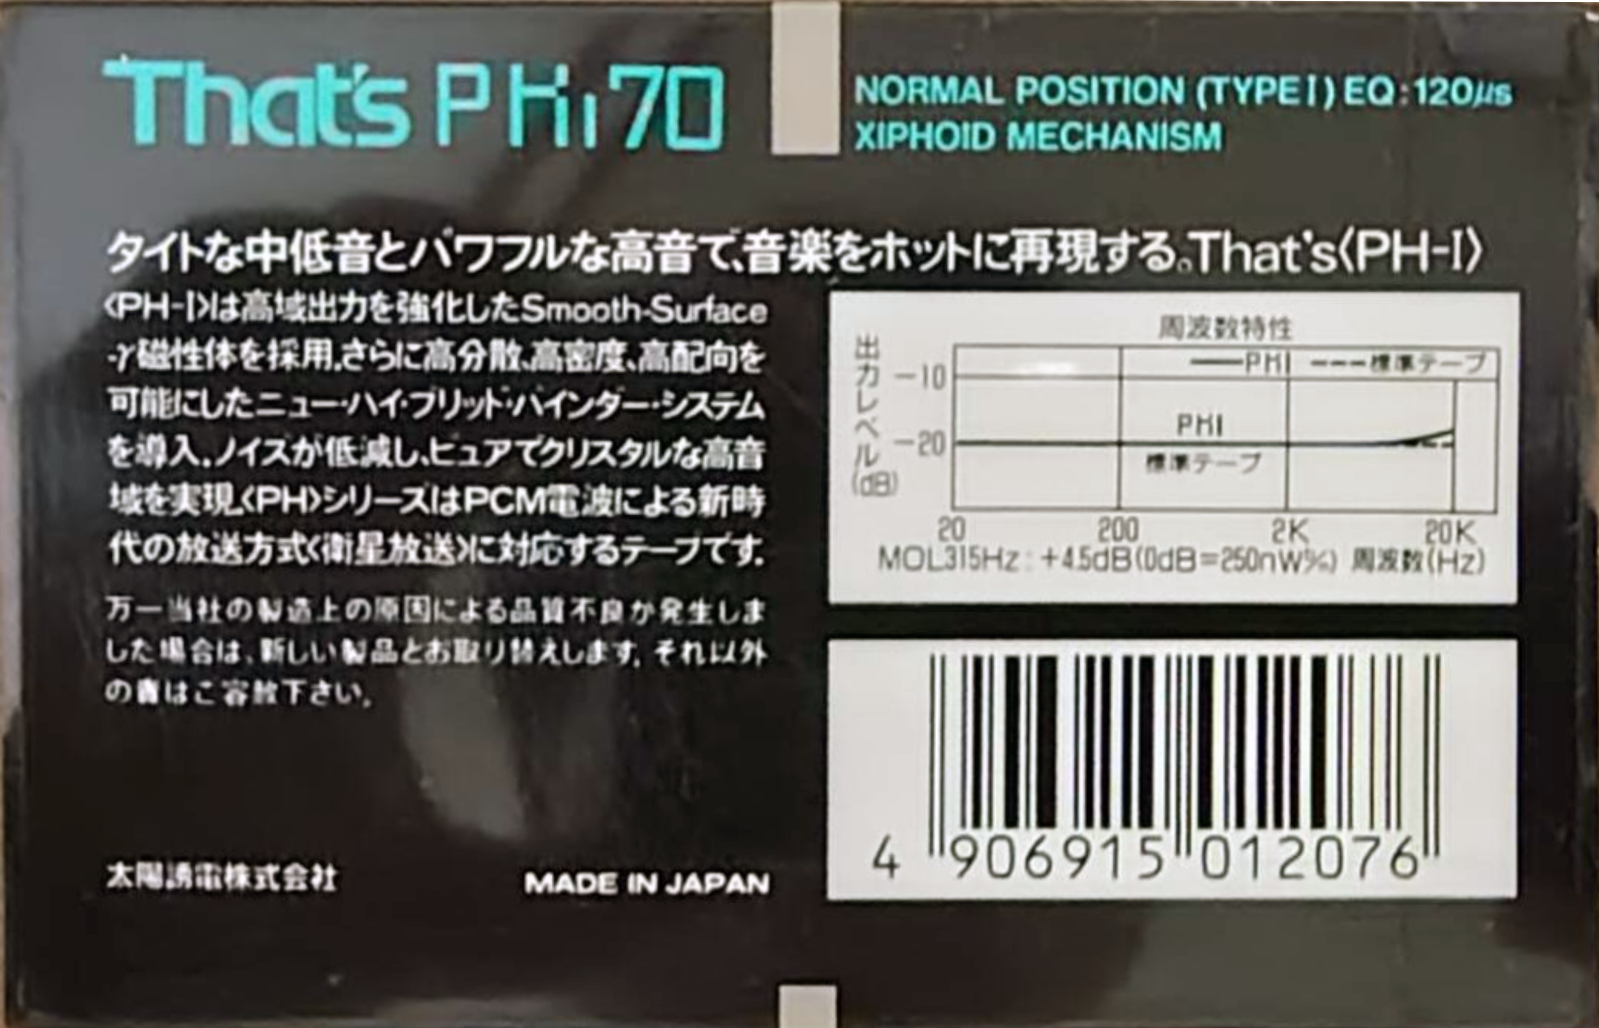 That's PHI 70
NORMAL POSITION (TYPE I) EQ:120μs
XIPHOID MECHANISM
タイトな中低音とパワフルな高音で、音楽をホットに再現する。That's〈PH-I〉
〈PH-I〉は高域出力を強化したSmooth-Surface
-γ磁性体を採用。さらに高分散、高密度、高配向を
可能にしたニュー・ハイ・ブリッド・バインダー・システム
を導入。ノイズが低減し、ピュアでクリスタルな高音
域を実現。〈PH〉シリーズはPCM電波による新時
代の放送方式〈衛星放送〉に対応するテープです。
万一当社の製造上の原因による品質不良が発生しま
した場合は、新しい製品とお取り替えします。それ以外
の責はご容赦下さい。
太陽誘電株式会社
MADE IN JAPAN
周波数特性
出力レベル(dB)
PHI 標準テープ
-10
PHI
-20
標準テープ
20 200 2K 20K
MOL315Hz:+4.5dB(0dB=250nW%) 周波数(Hz)
4 906915 012076